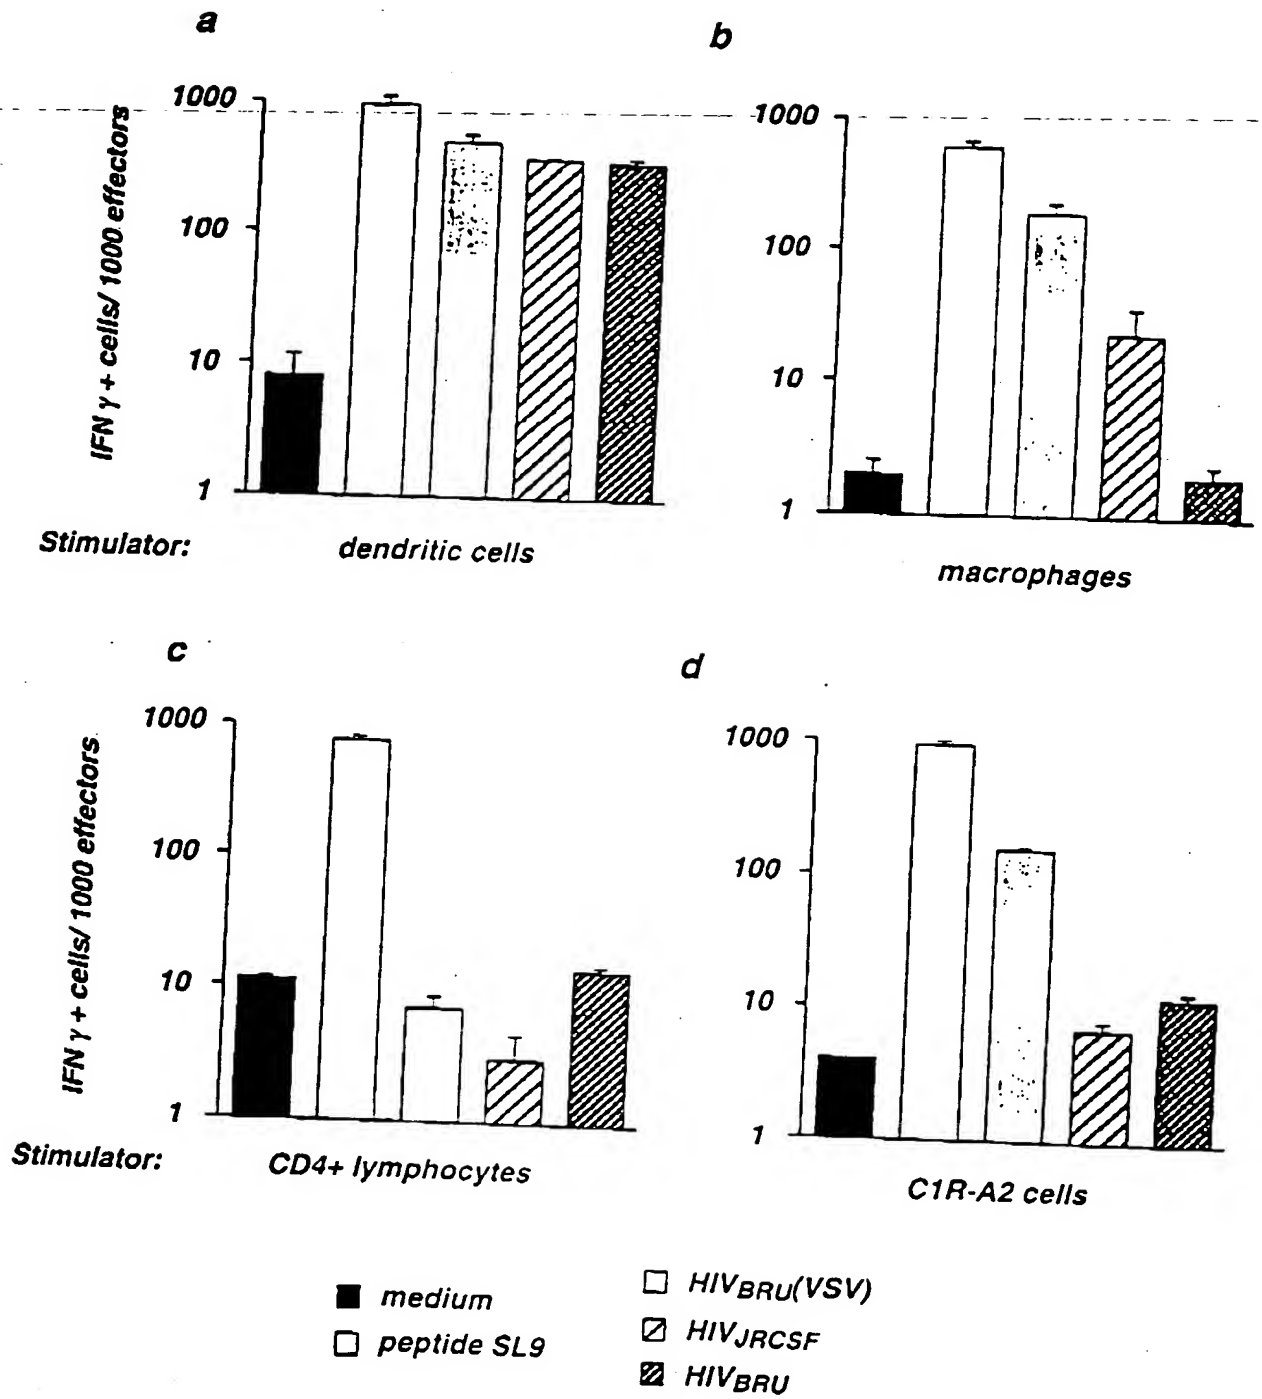 a
b
IFN γ + cells/ 1000 effectors
1000
100
10
1
1000
100
10
1
Stimulator:
dendritic cells
macrophages
c
d
IFN γ + cells/ 1000 effectors
1000
100
10
1
1000
100
10
1
Stimulator:
CD4+ lymphocytes
C1R-A2 cells
medium
peptide SL9
HIVBRU(VSV)
HIVJRCSF
HIVBRU